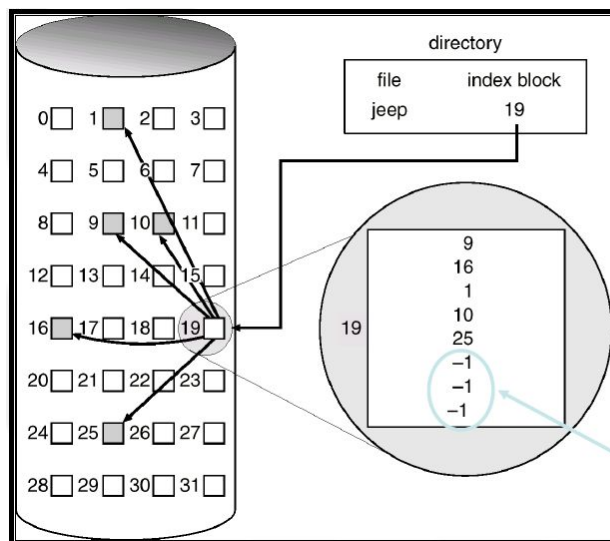 directory
file index block
jeep 19
0 1 2 3
4 5 6 7
8 9 10 11
12 13 14 15
16 17 18 19
20 21 22 23
24 25 26 27
28 29 30 31
19
9
16
1
10
25
–1
–1
–1